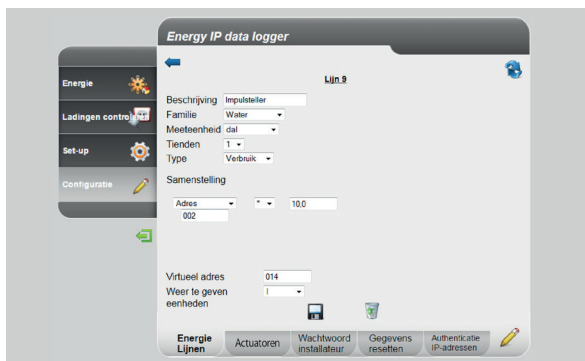 Energy IP data logger
Energie
Ladingen control
Set-up
Configuratie
Lijn 9
Beschrijving Impulsteller
Familie Water
Meeteenheid dal
Tienden 1
Type Verbruik
Samenstelling
Adres * 10,0
002
Virtueel adres 014
Weer te geven eenheden l
Energie Lijnen
Actuatoren
Wachtwoord installateur
Gegevens resetten
Authenticatie IP-adressen